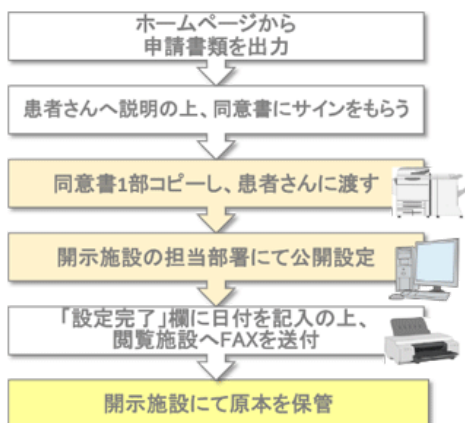 ホームページから
申請書類を出力
患者さんへ説明の上、同意書にサインをもらう
同意書1部コピーし、患者さんに渡す
開示施設の担当部署にて公開設定
「設定完了」欄に日付を記入の上、
閲覧施設へFAXを送付
開示施設にて原本を保管